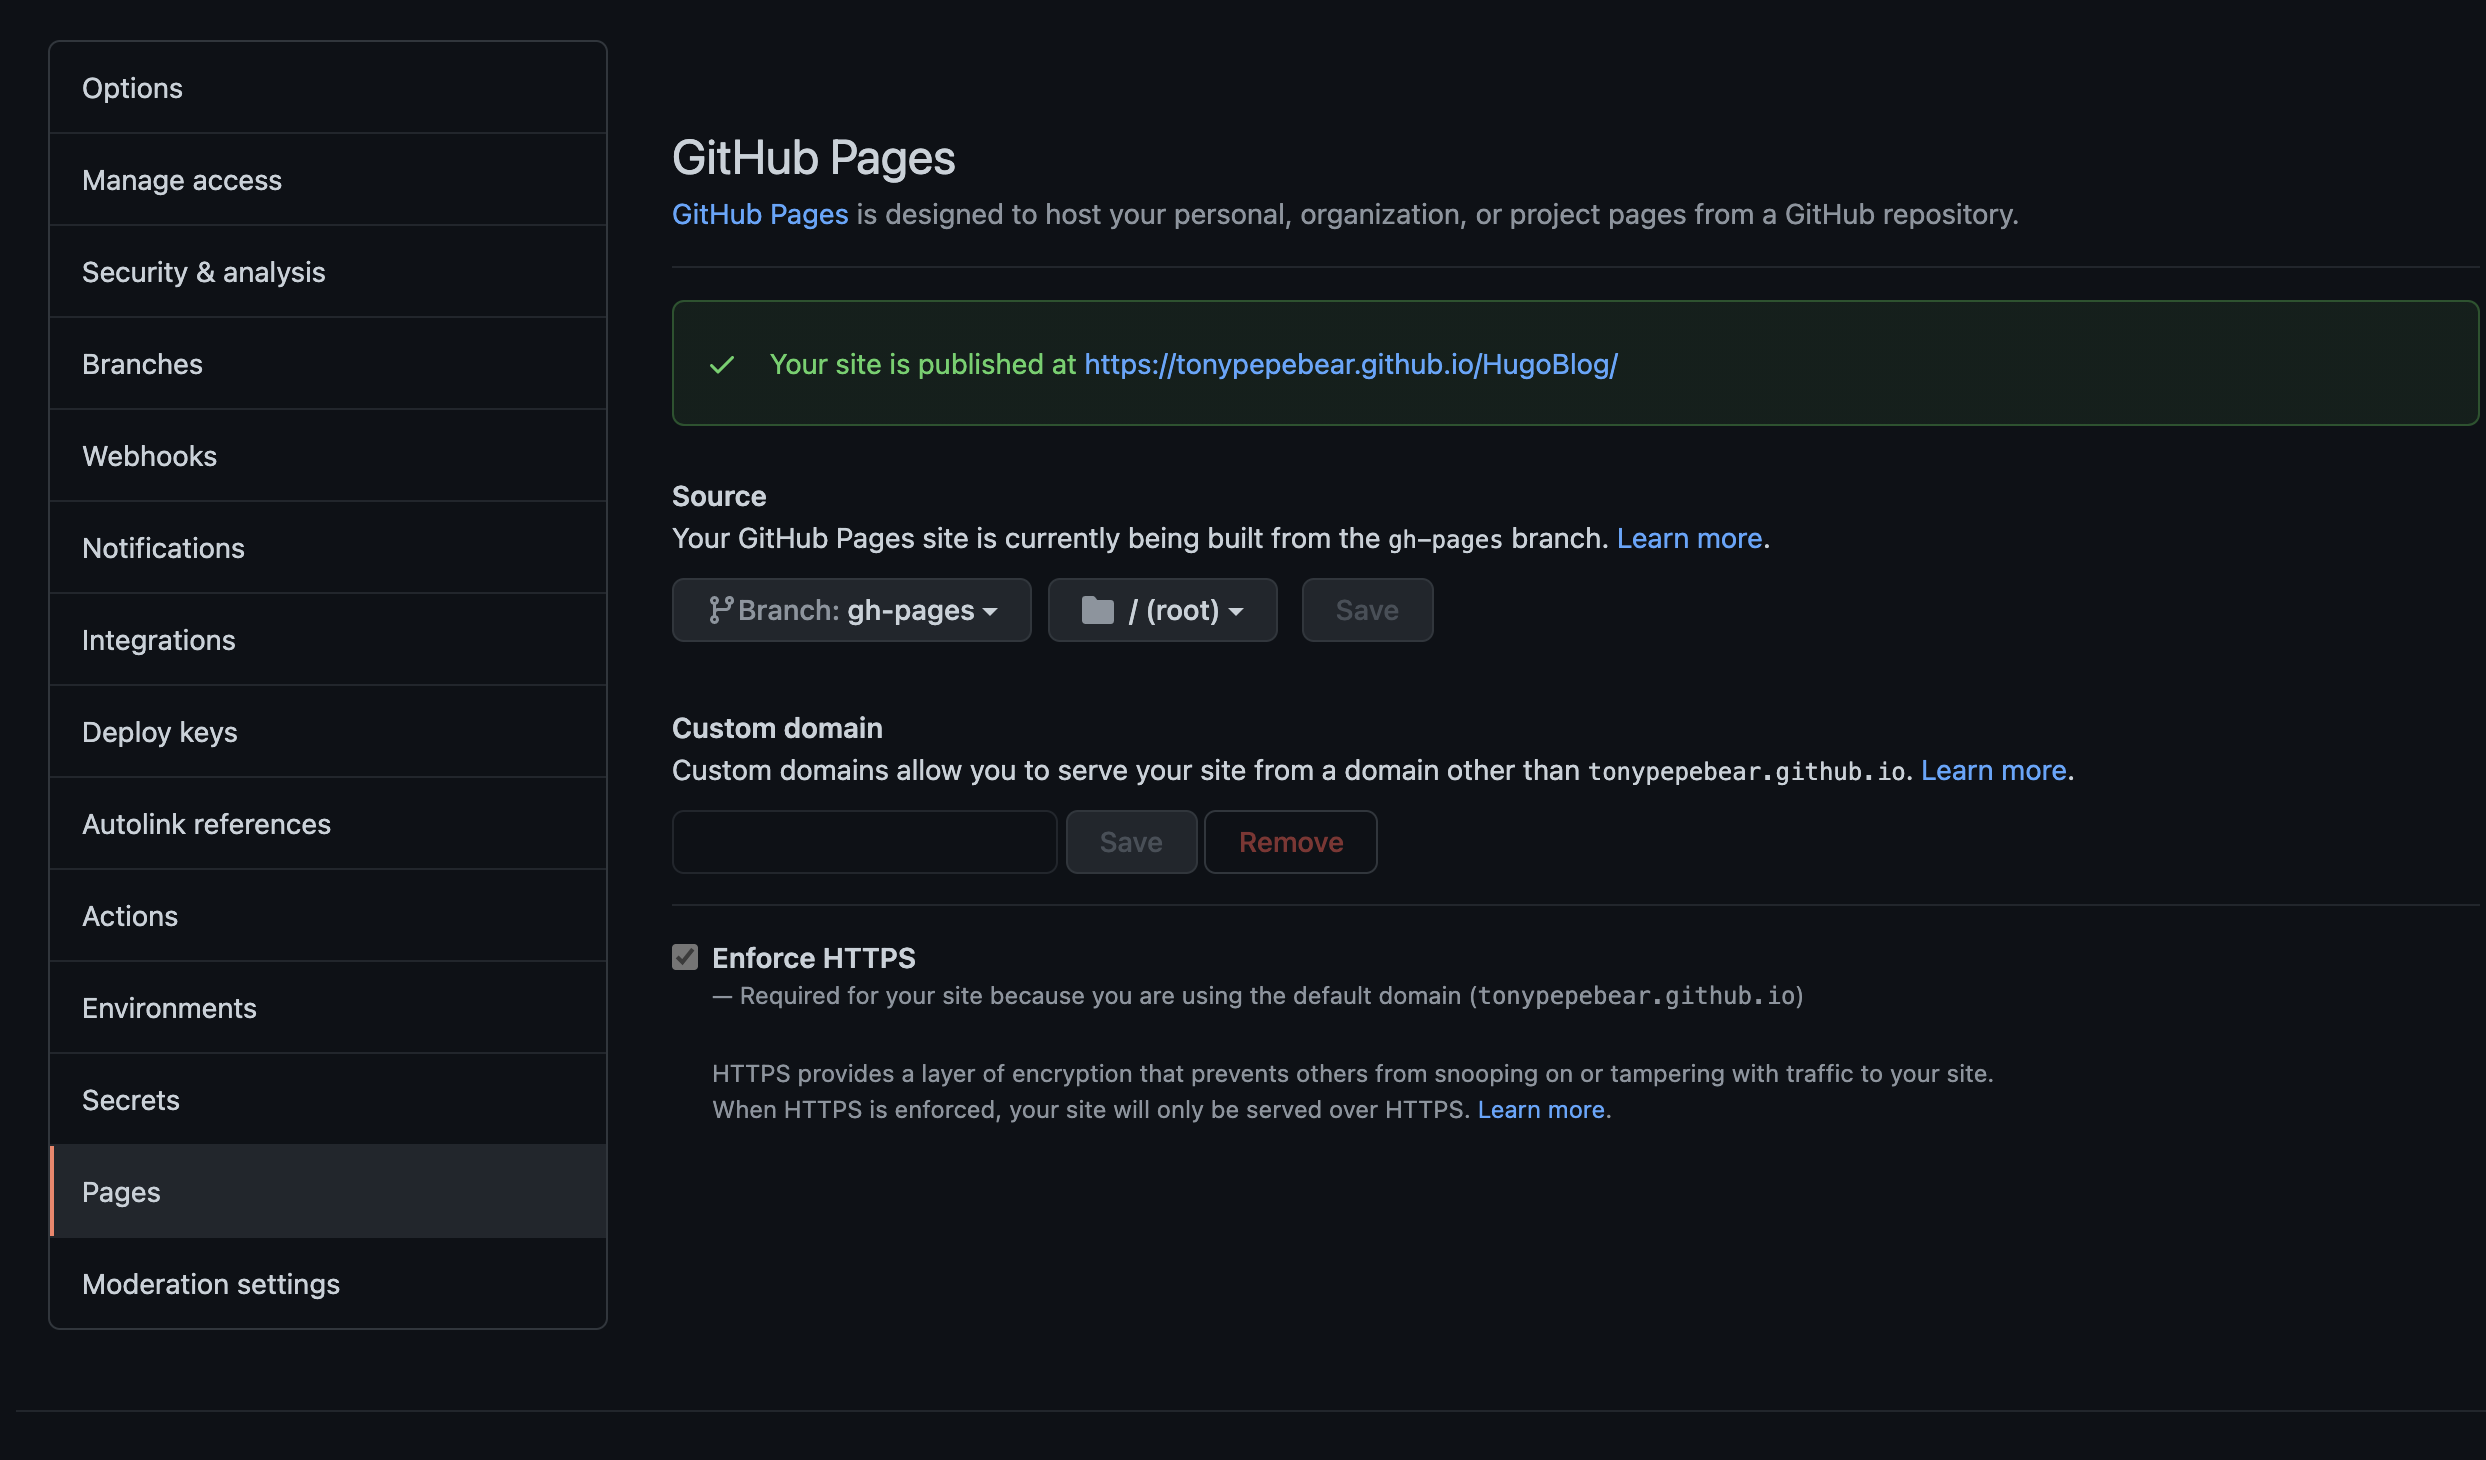 Options
Manage access
Security & analysis
Branches
Webhooks
Notifications
Integrations
Deploy keys
Autolink references
Actions
Environments
Secrets
Pages
Moderation settings
GitHub Pages
GitHub Pages is designed to host your personal, organization, or project pages from a GitHub repository.
Your site is published at https://tonypepebear.github.io/HugoBlog/
Source
Your GitHub Pages site is currently being built from the gh-pages branch. Learn more.
Branch: gh-pages
/ (root)
Save
Custom domain
Custom domains allow you to serve your site from a domain other than tonypepebear.github.io. Learn more.
Save
Remove
Enforce HTTPS
— Required for your site because you are using the default domain (tonypepebear.github.io)
HTTPS provides a layer of encryption that prevents others from snooping on or tampering with traffic to your site.
When HTTPS is enforced, your site will only be served over HTTPS. Learn more.